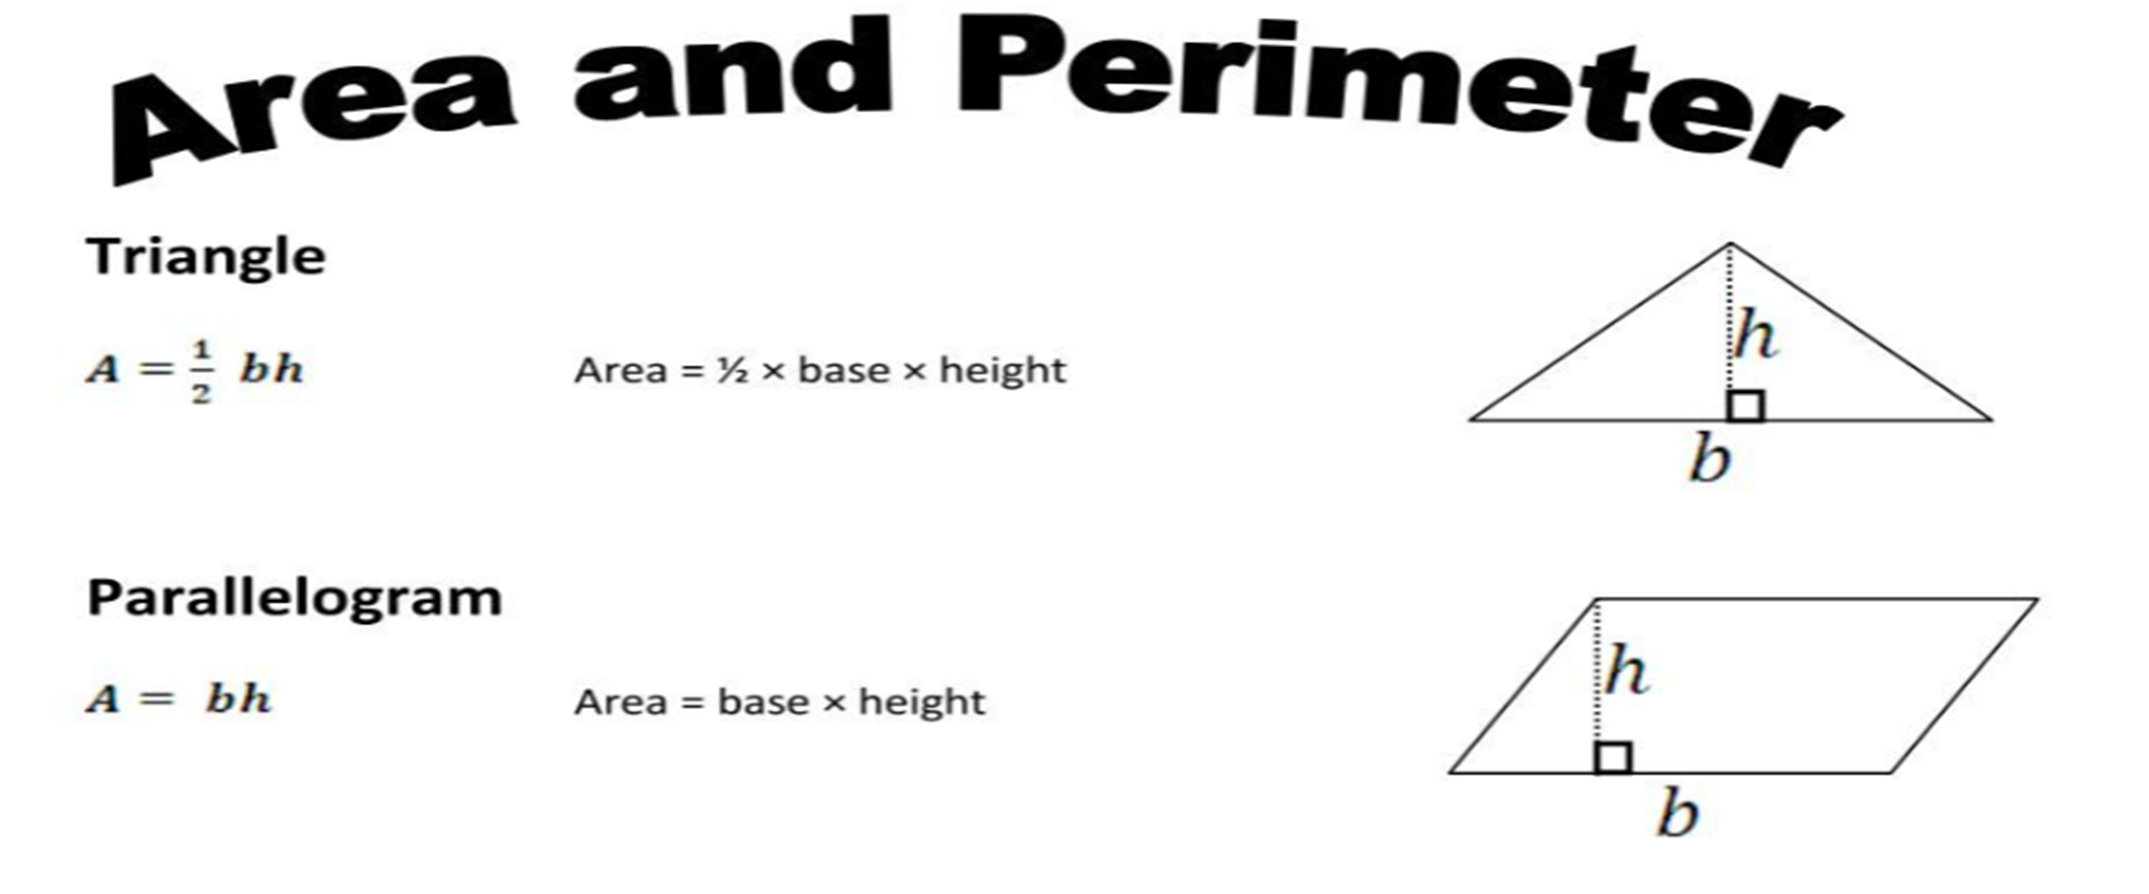 Area and Perimeter
Triangle
A = 1/2 bh
Area = ½ × base × height
h
b
Parallelogram
A = bh
Area = base × height
h
b